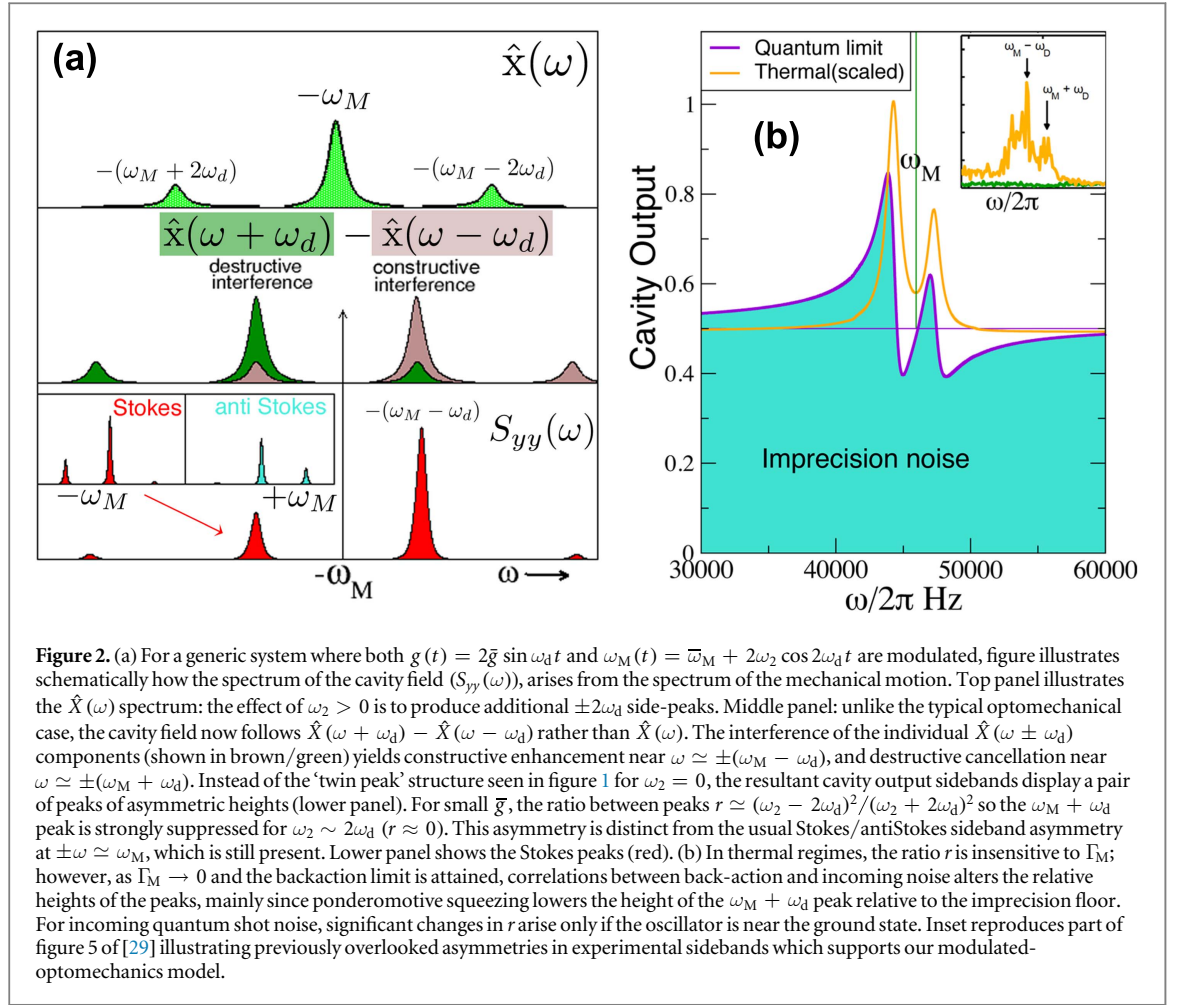 (a)
x̂(ω)
−ω_M
−(ω_M + 2ω_d)
−(ω_M − 2ω_d)
x̂(ω + ω_d) − x̂(ω − ω_d)
destructive
interference
constructive
interference
Stokes
anti Stokes
−(ω_M − ω_d)
S_yy(ω)
−ω_M
+ω_M
-ω_M
ω
(b)
Quantum limit
Thermal(scaled)
ω_M − ω_D
ω_M + ω_D
ω/2π
ω_M
Cavity Output
1
0.8
0.6
0.4
0.2
0
Imprecision noise
30000
40000
50000
60000
ω/2π Hz
Figure 2. (a) For a generic system where both g(t) = 2ḡ sin ω_d t and ω_M(t) = ω̅_M + 2ω_2 cos 2ω_d t are modulated, figure illustrates
schematically how the spectrum of the cavity field (S_yy(ω)), arises from the spectrum of the mechanical motion. Top panel illustrates
the X̂(ω) spectrum: the effect of ω_2 > 0 is to produce additional ±2ω_d side-peaks. Middle panel: unlike the typical optomechanical
case, the cavity field now follows X̂(ω + ω_d) − X̂(ω − ω_d) rather than X̂(ω). The interference of the individual X̂(ω ± ω_d)
components (shown in brown/green) yields constructive enhancement near ω ≃ ±(ω_M − ω_d), and destructive cancellation near
ω ≃ ±(ω_M + ω_d). Instead of the ‘twin peak’ structure seen in figure 1 for ω_2 = 0, the resultant cavity output sidebands display a pair
of peaks of asymmetric heights (lower panel). For small ḡ, the ratio between peaks r ≃ (ω_2 − 2ω_d)²/(ω_2 + 2ω_d)² so the ω_M + ω_d
peak is strongly suppressed for ω_2 ∼ 2ω_d (r ≈ 0). This asymmetry is distinct from the usual Stokes/antiStokes sideband asymmetry
at ±ω ≃ ω_M, which is still present. Lower panel shows the Stokes peaks (red). (b) In thermal regimes, the ratio r is insensitive to Γ_M;
however, as Γ_M → 0 and the backaction limit is attained, correlations between back-action and incoming noise alters the relative
heights of the peaks, mainly since ponderomotive squeezing lowers the height of the ω_M + ω_d peak relative to the imprecision floor.
For incoming quantum shot noise, significant changes in r arise only if the oscillator is near the ground state. Inset reproduces part of
figure 5 of [29] illustrating previously overlooked asymmetries in experimental sidebands which supports our modulated-
optomechanics model.